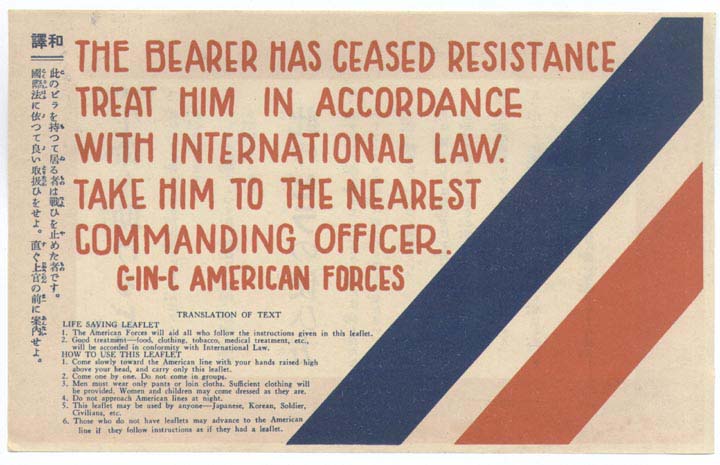 和譯
此のビラを持つて居る者は戰ひを止めた者です。
國際法に依つて良い取扱ひをせよ。直ぐ上官の前に案內せよ。
THE BEARER HAS CEASED RESISTANCE
TREAT HIM IN ACCORDANCE
WITH INTERNATIONAL LAW.
TAKE HIM TO THE NEAREST
COMMANDING OFFICER.
C-IN-C AMERICAN FORCES
TRANSLATION OF TEXT
LIFE SAVING LEAFLET
1. The American Forces will aid all who follow the instructions given in this leaflet.
2. Good treatment—food, clothing, tobacco, medical treatment, etc.,
will be accorded in conformity with International Law.
HOW TO USE THIS LEAFLET
1. Come slowly toward the American line with your hands raised high
above your head, and carry only this leaflet.
2. Come one by one. Do not come in groups.
3. Men must wear only pants or loin cloths. Sufficient clothing will
be provided. Women and children may come dressed as they are.
4. Do not approach American lines at night.
5. This leaflet may be used by anyone—Japanese, Korean, Soldier,
Civilians, etc.
6. Those who do not have leaflets may advance to the American
line if they follow instructions as if they had a leaflet.